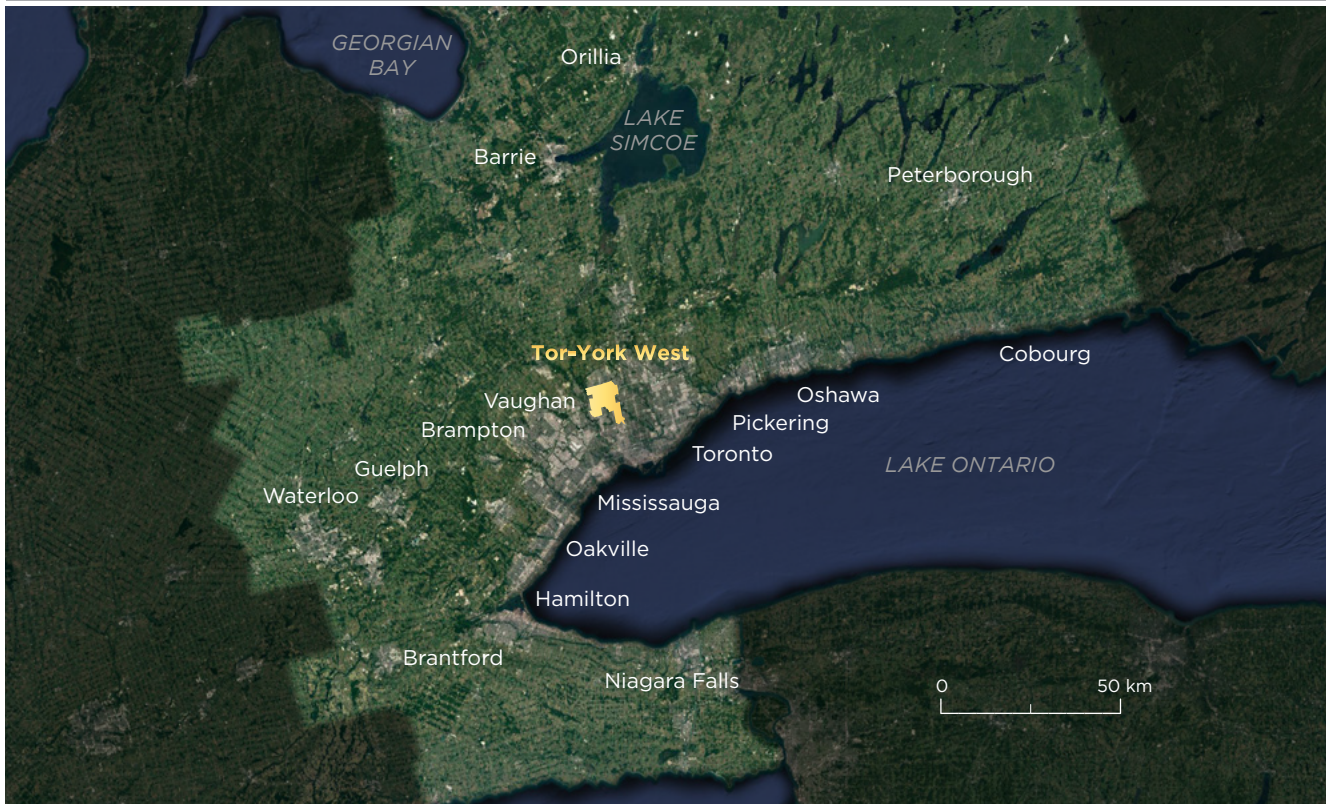 GEORGIAN
BAY
Orillia
LAKE
SIMCOE
Barrie
Peterborough
Tor-York West
Cobourg
Oshawa
Vaughan
Pickering
Brampton
Toronto
LAKE ONTARIO
Guelph
Waterloo
Mississauga
Oakville
Hamilton
Brantford
Niagara Falls
0 50 km